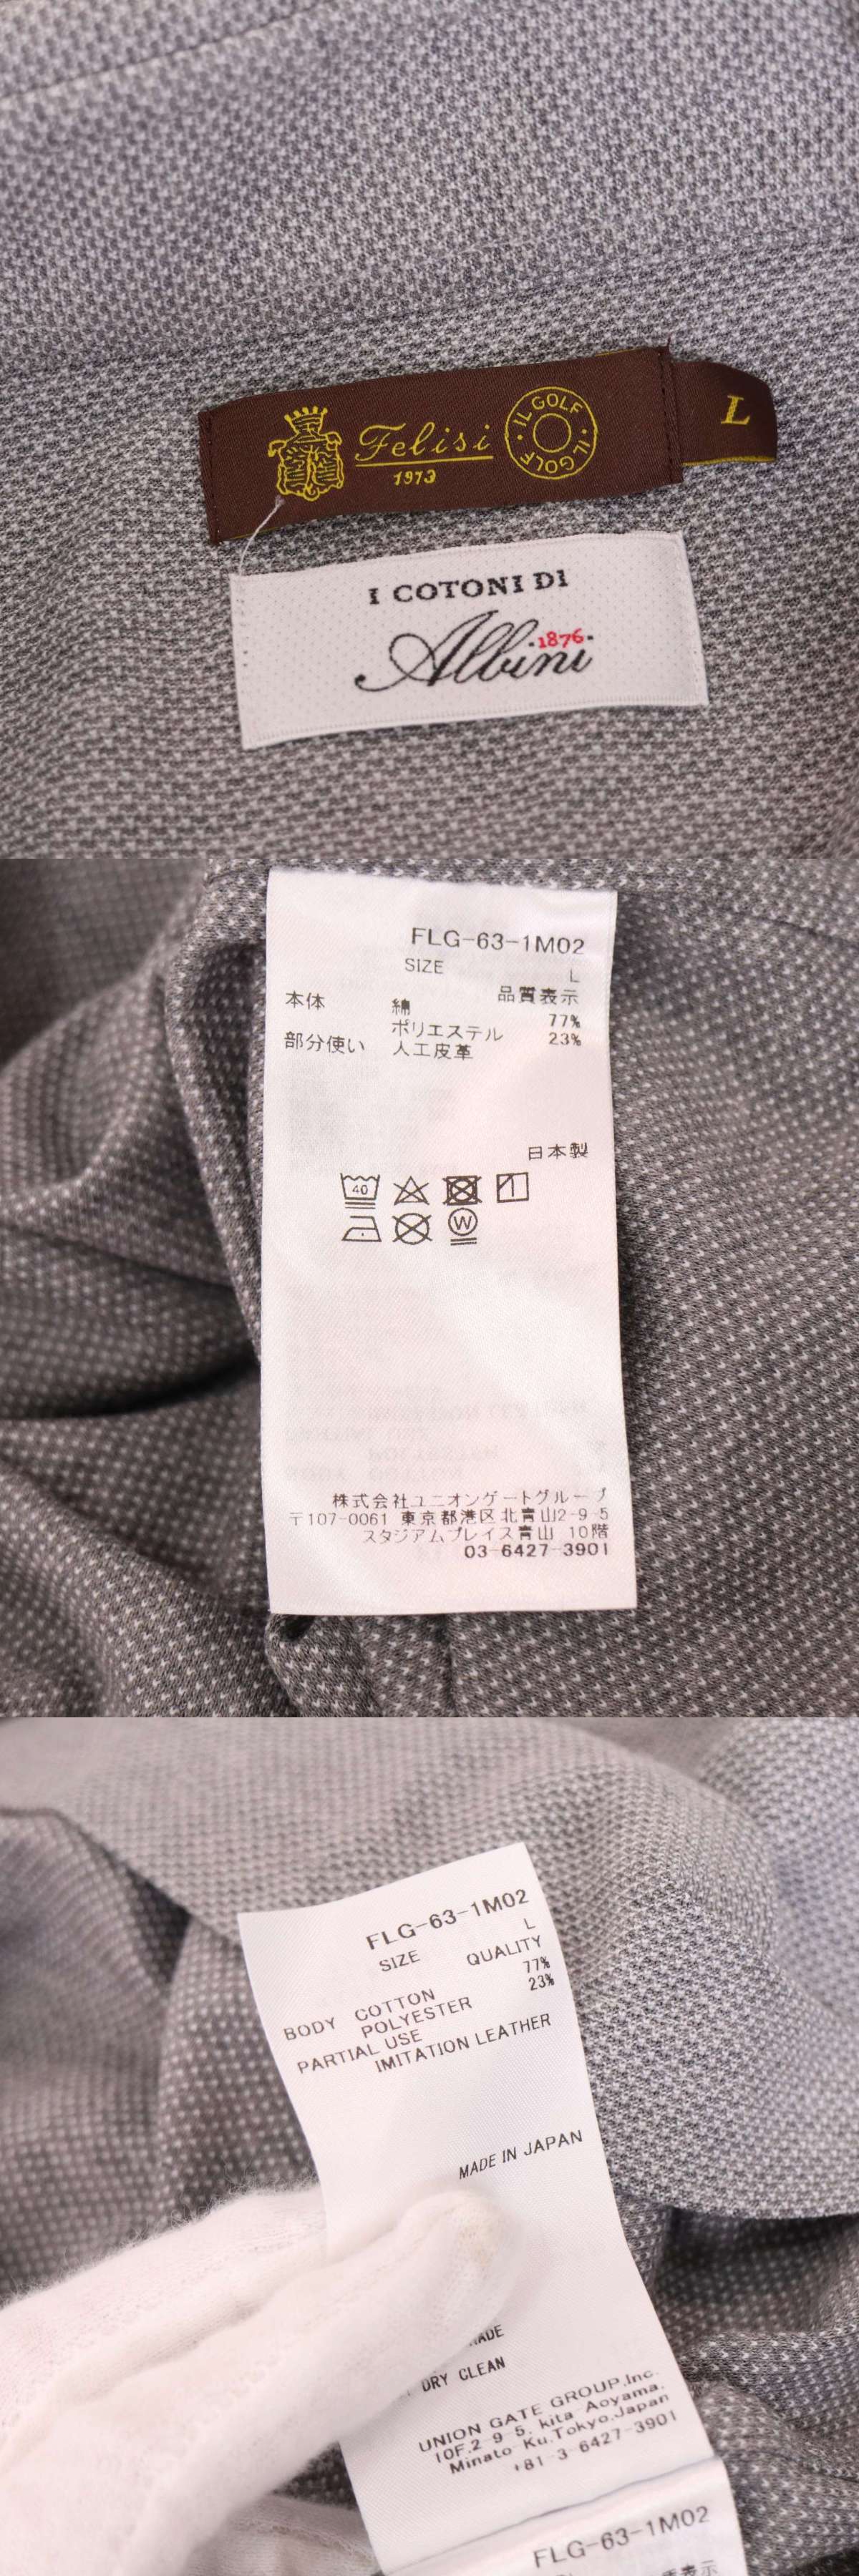 Felisi
1973
IL GOLF · IL GOLF ·
L
I COTONI DI
Albini
·1876·
FLG-63-1M02
SIZE L
品質表示
本体 綿 77%
ポリエステル 23%
部分使い 人工皮革
日本製
40
W
株式会社ユニオンゲートグループ
〒107-0061 東京都港区北青山2-9-5
スタジアムプレイス青山 10階
03-6427-3901
FLG-63-1M02
SIZE L
QUALITY
BODY COTTON 77%
POLYESTER 23%
PARTIAL USE
IMITATION LEATHER
MADE IN JAPAN
DRY CLEAN
UNION GATE GROUP,Inc.
10F,2-9-5, kita-Aoyama,
Minato-Ku,Tokyo,Japan
+81-3-6427-3901
FLG-63-1M02